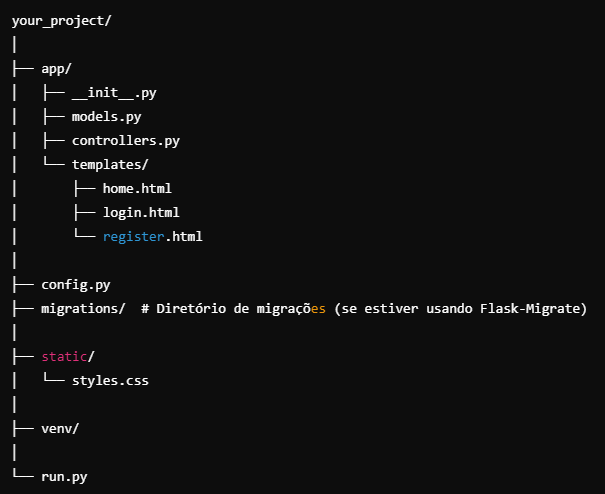 your_project/
│
├── app/
│   ├── __init__.py
│   ├── models.py
│   ├── controllers.py
│   └── templates/
│       ├── home.html
│       ├── login.html
│       └── register.html
│
├── config.py
├── migrations/  # Diretório de migrações (se estiver usando Flask-Migrate)
│
├── static/
│   └── styles.css
│
├── venv/
│
└── run.py